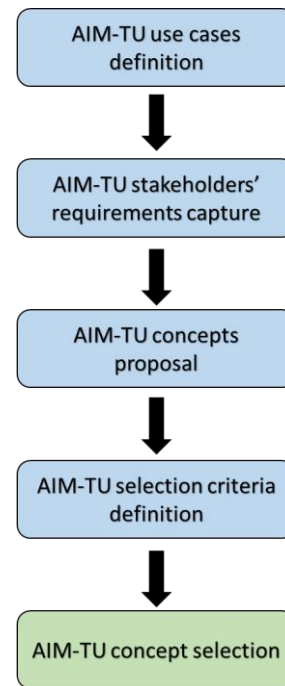 AIM-TU use cases
definition
AIM-TU stakeholders’
requirements capture
AIM-TU concepts
proposal
AIM-TU selection criteria
definition
AIM-TU concept selection